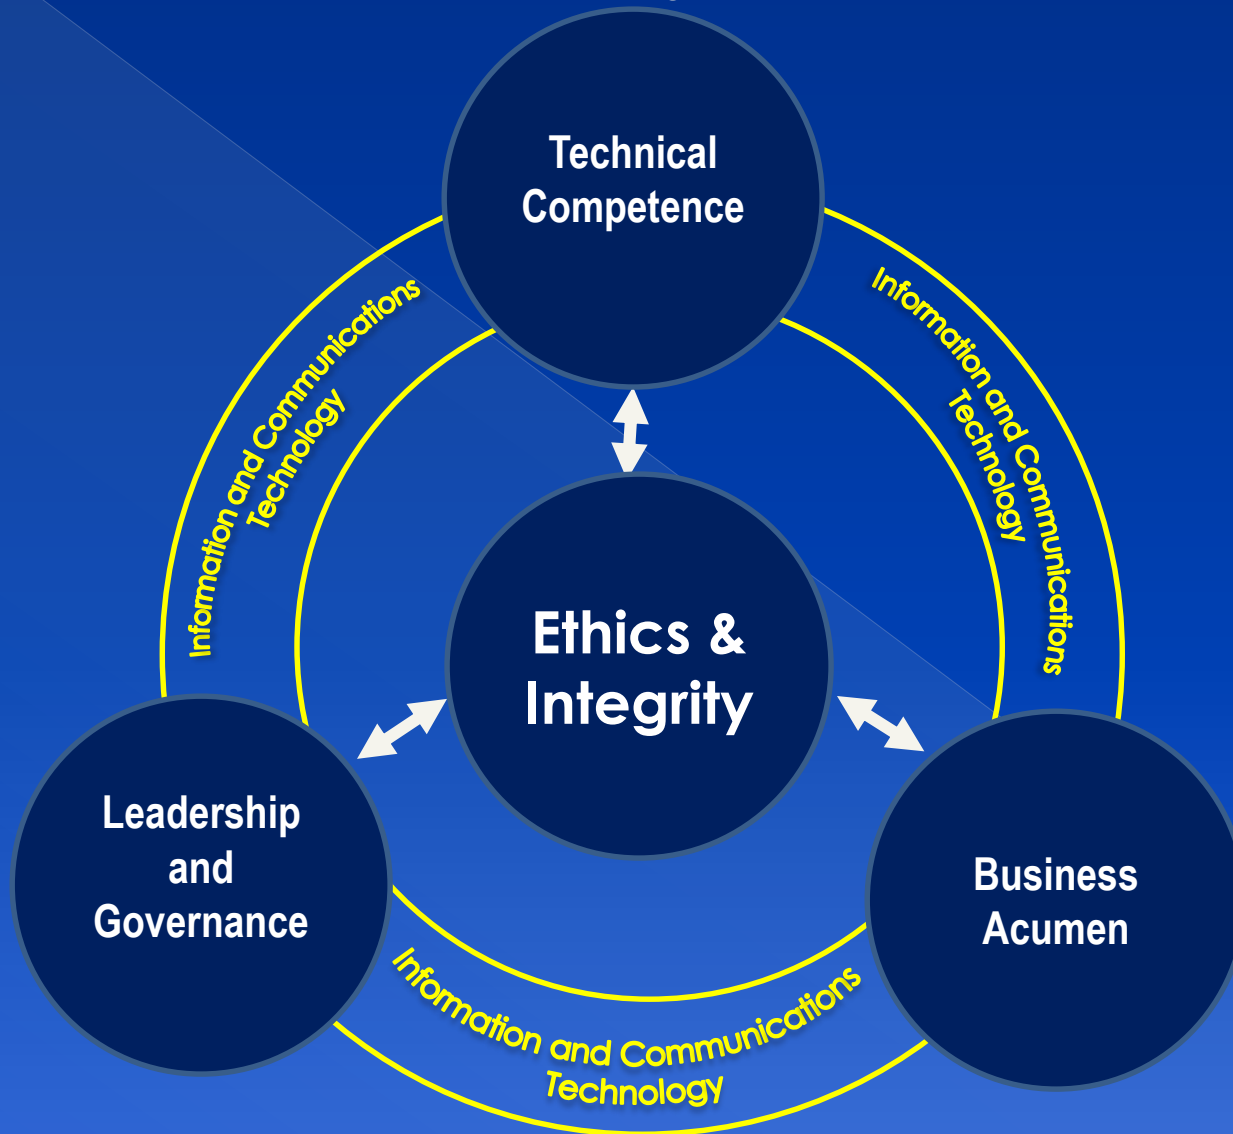 Technical
Competence
Information and Communications
Technology
Information and Communications
Technology
Ethics &
Integrity
Leadership
and
Governance
Business
Acumen
Information and Communications
Technology